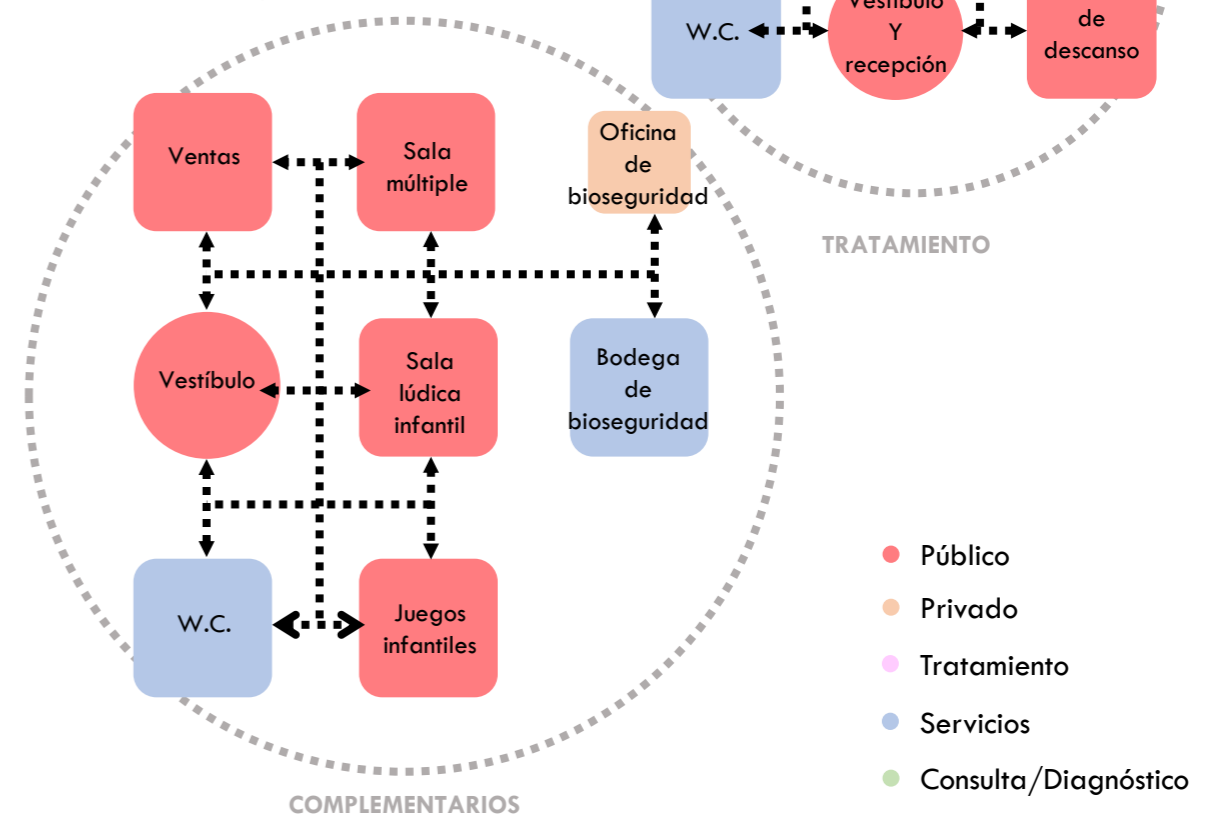 Vestíbulo
Y
recepción
W.C.
de
descanso
TRATAMIENTO
Ventas
Sala
múltiple
Oficina
de
bioseguridad
Vestíbulo
Sala
lúdica
infantil
Bodega
de
bioseguridad
W.C.
Juegos
infantiles
COMPLEMENTARIOS
Público
Privado
Tratamiento
Servicios
Consulta/Diagnóstico